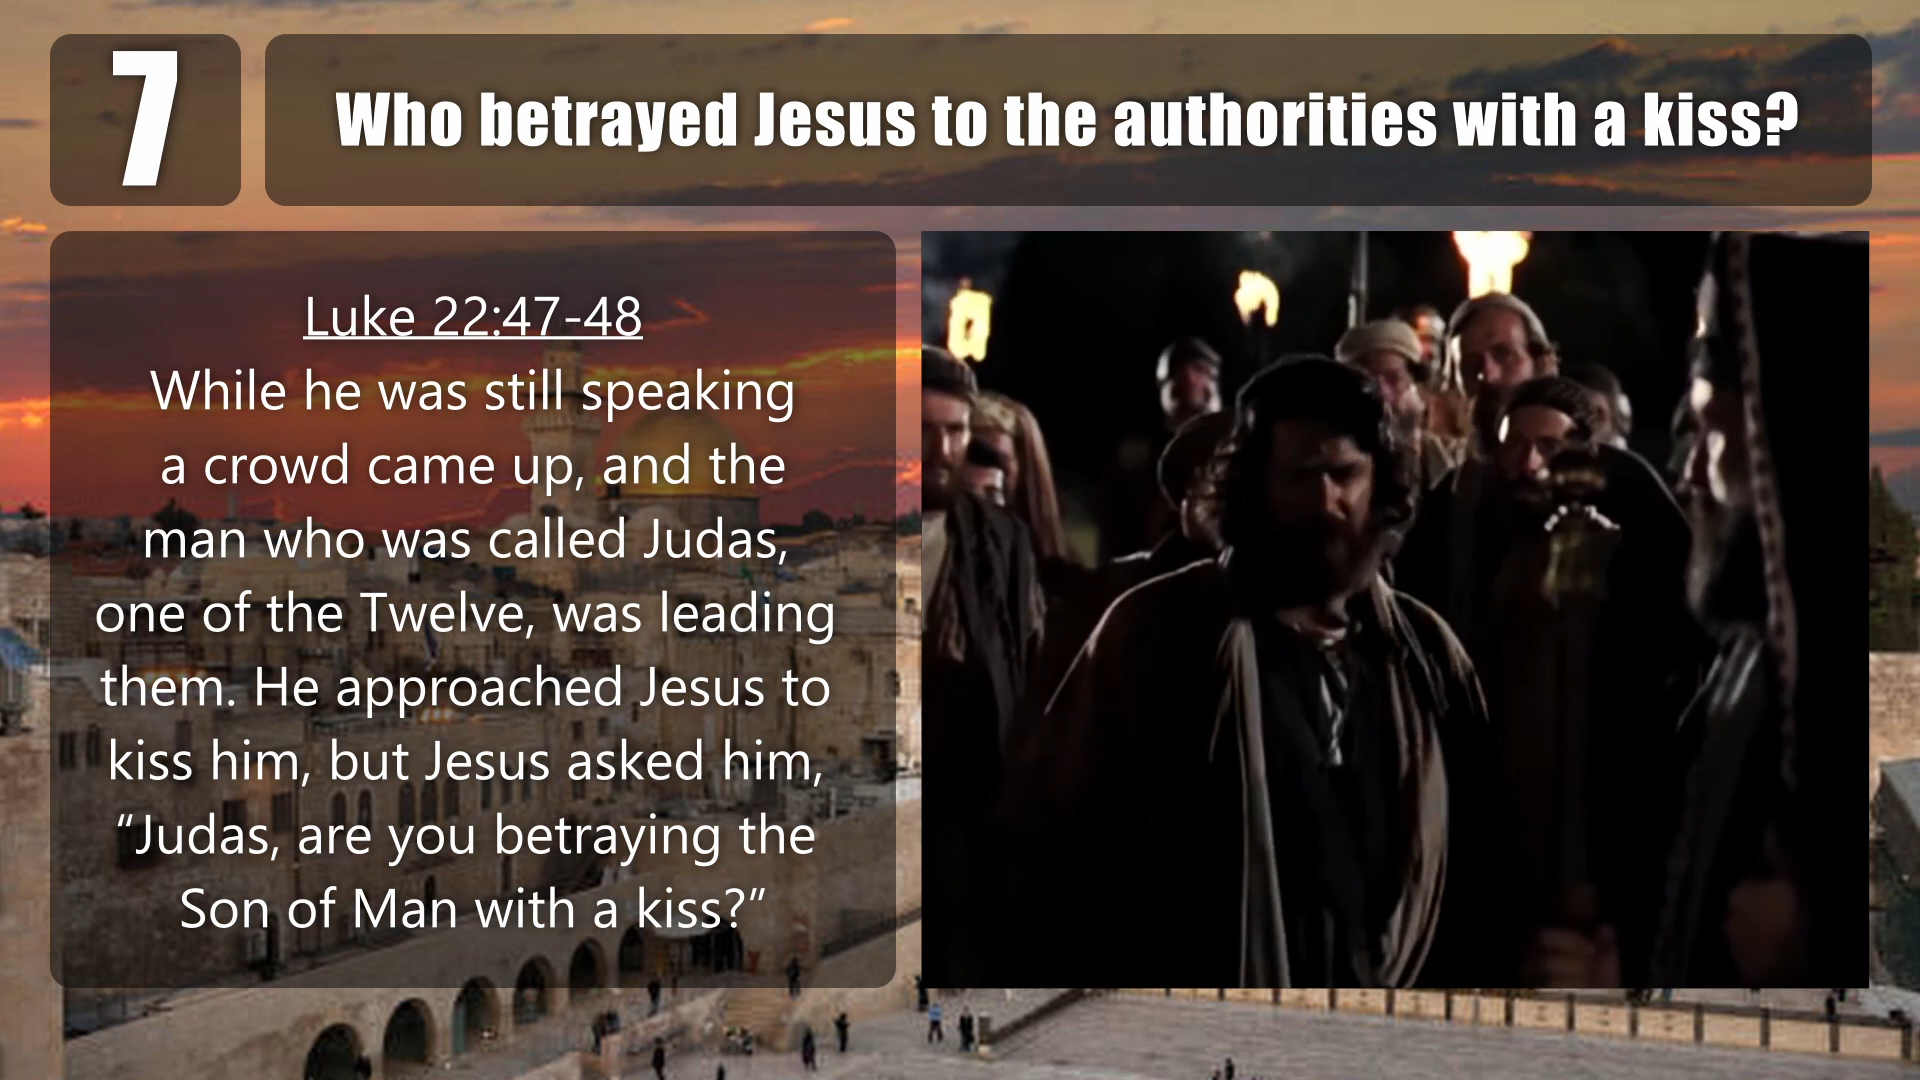 7
Who betrayed Jesus to the authorities with a kiss?
Luke 22:47-48
While he was still speaking
a crowd came up, and the
man who was called Judas,
one of the Twelve, was leading
them. He approached Jesus to
kiss him, but Jesus asked him,
“Judas, are you betraying the
Son of Man with a kiss?”